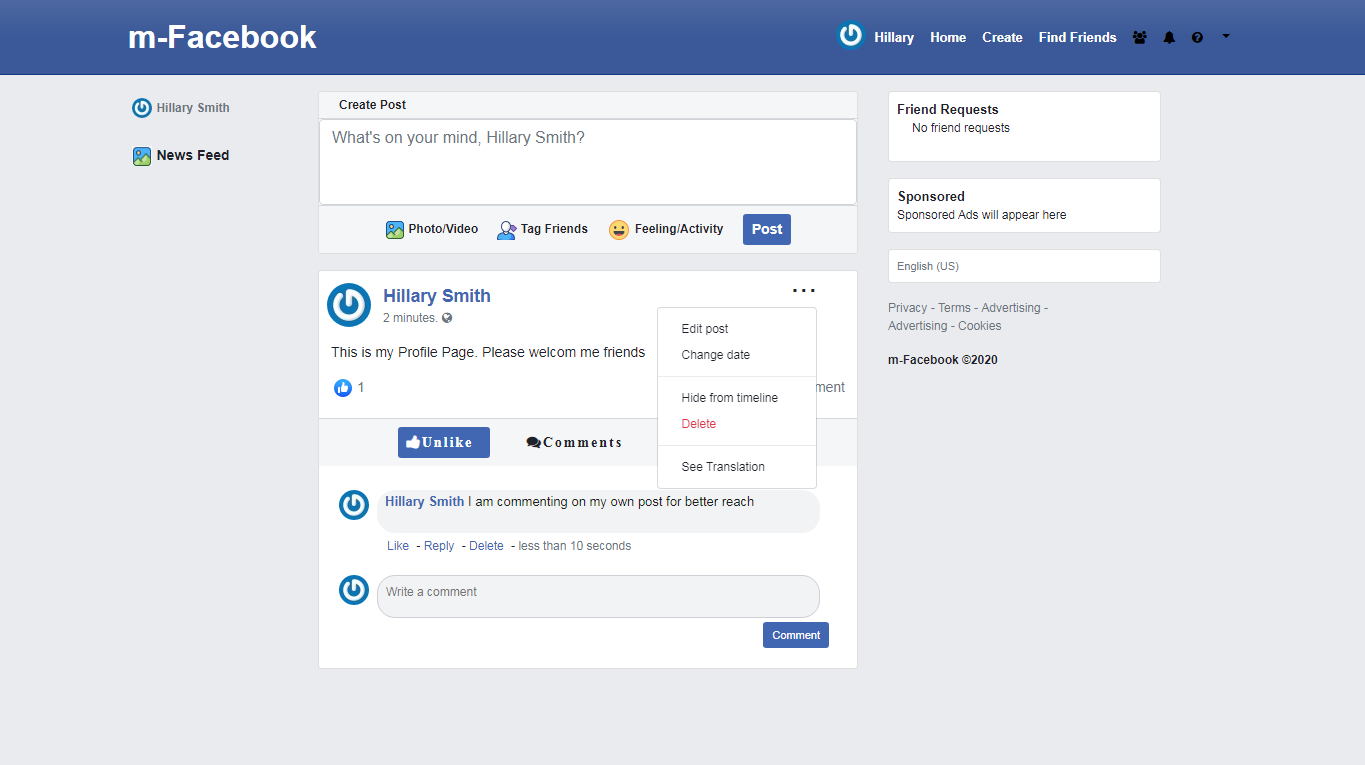 m-Facebook
Hillary Home Create Find Friends
Hillary Smith
News Feed
Create Post
What's on your mind, Hillary Smith?
Photo/Video Tag Friends Feeling/Activity Post
Hillary Smith
2 minutes.
This is my Profile Page. Please welcom me friends
1
ment
Edit post
Change date
Hide from timeline
Delete
See Translation
Unlike Comments
Hillary Smith I am commenting on my own post for better reach
Like - Reply - Delete - less than 10 seconds
Write a comment
Comment
Friend Requests
No friend requests
Sponsored
Sponsored Ads will appear here
English (US)
Privacy - Terms - Advertising -
Advertising - Cookies
m-Facebook ©2020